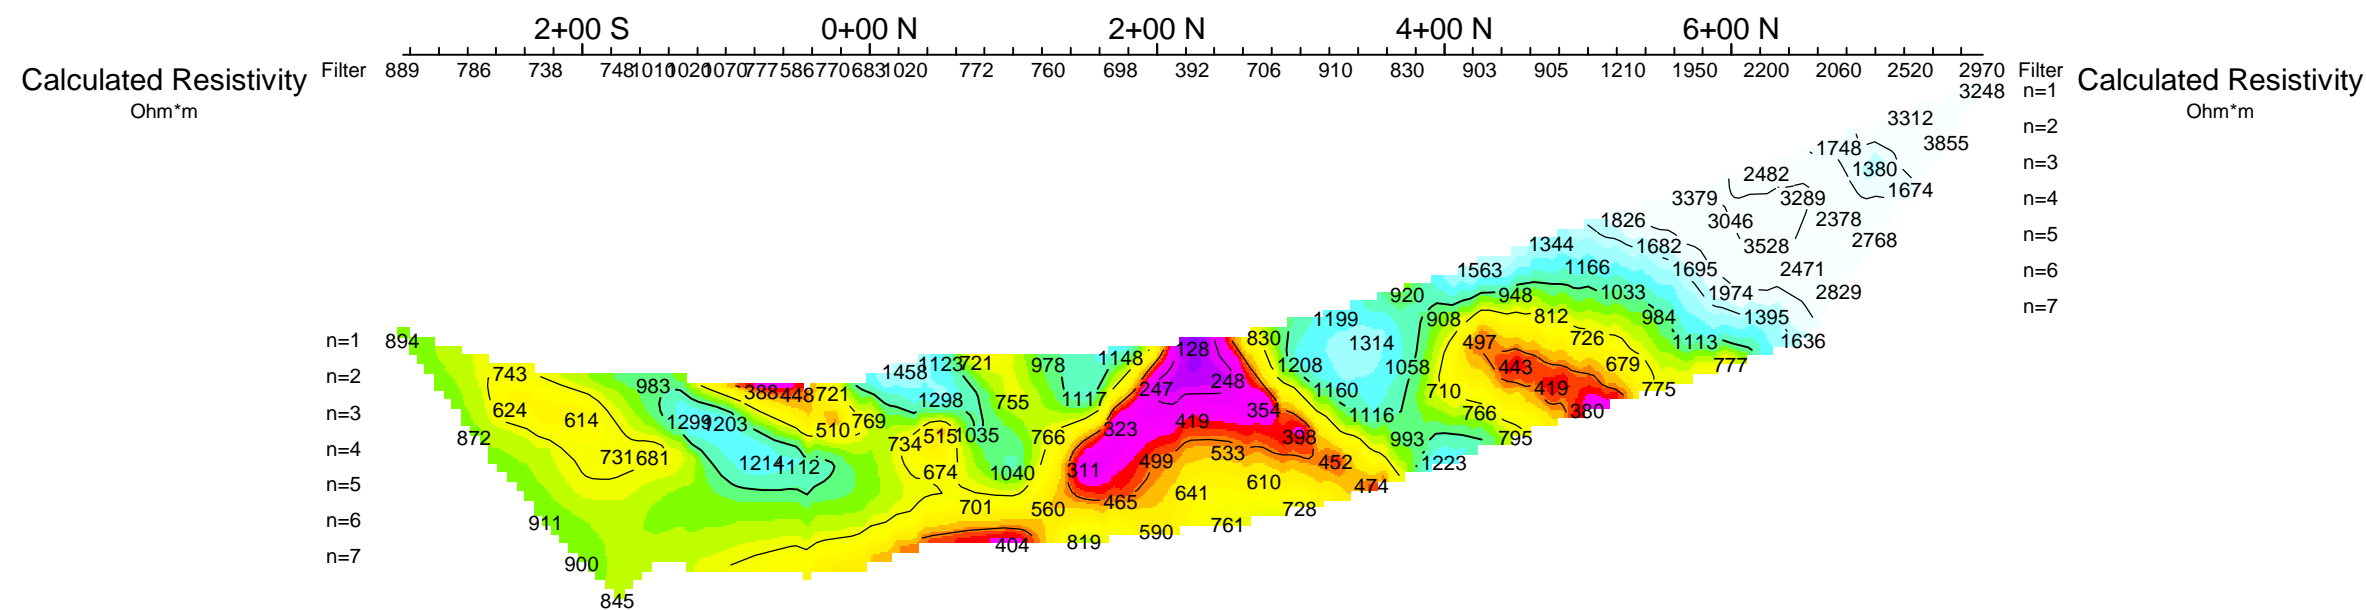 2+00 S 0+00 N 2+00 N 4+00 N 6+00 N
Calculated Resistivity Filter 889 786 738 748 1010 1020 1070 777 586 770 683 1020 772 760 698 392 706 910 830 903 905 1210 1950 2200 2060 2520 2970 Filter Calculated Resistivity
Ohm*m Ohm*m
3248 n=1
3312
n=2
3855
1748
1380 n=3
2482
1674
3379 3289 n=4
1826 3046 2378
n=5
1344 1682 3528 2768
1563 1166 1695 2471 n=6
920 948 1033 1974 2829
n=7
1199 908 812 984 1395
n=1 894 128 830 1314 497 726 1113 1636
1458 1123 721 978 1148 1208 1058 443 679 777
n=2 743
983 388 448 721 247 248 1160 710 419 775
1298 755 1117
n=3 624 614 1299 1203 510 769 323 419 354 1116 766 380
872 734 515 1035 766 398 993 795
n=4
731 681 1214 1112 674 1040 311 499 533 452 1223
n=5 641 610 474
701 560 465 728
n=6 911 590 761
n=7 404 819
900
845